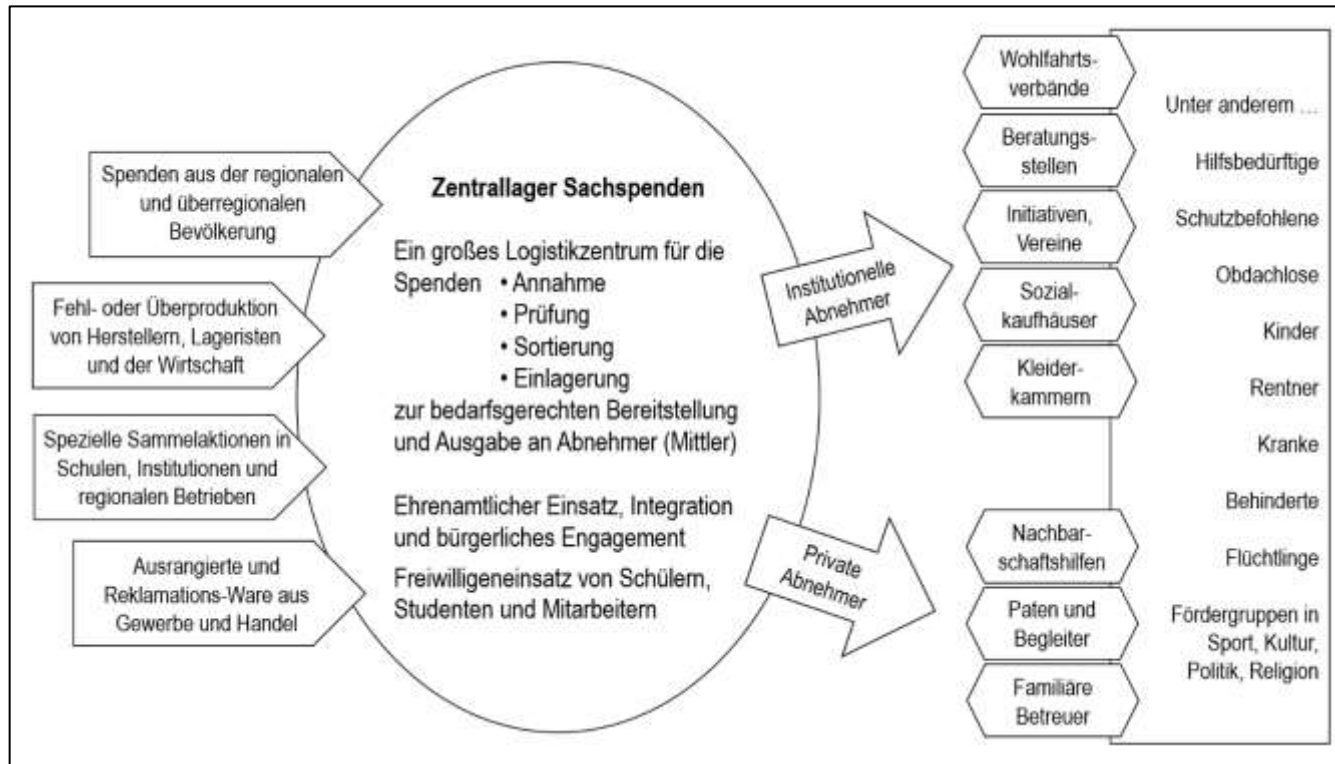 Spenden aus der regionalen
und überregionalen
Bevölkerung
Fehl- oder Überproduktion
von Herstellern, Lageristen
und der Wirtschaft
Spezielle Sammelaktionen in
Schulen, Institutionen und
regionalen Betrieben
Ausrangierte und
Reklamations-Ware aus
Gewerbe und Handel
Zentrallager Sachspenden
Ein großes Logistikzentrum für die
Spenden • Annahme
• Prüfung
• Sortierung
• Einlagerung
zur bedarfsgerechten Bereitstellung
und Ausgabe an Abnehmer (Mittler)
Ehrenamtlicher Einsatz, Integration
und bürgerliches Engagement
Freiwilligeneinsatz von Schülern,
Studenten und Mitarbeitern
Institutionelle
Abnehmer
Private
Abnehmer
Wohlfahrts-
verbände
Beratungs-
stellen
Initiativen,
Vereine
Sozial-
kaufhäuser
Kleider-
kammern
Nachbar-
schaftshilfen
Paten und
Begleiter
Familiäre
Betreuer
Unter anderem ...
Hilfsbedürftige
Schutzbefohlene
Obdachlose
Kinder
Rentner
Kranke
Behinderte
Flüchtlinge
Fördergruppen in
Sport, Kultur,
Politik, Religion